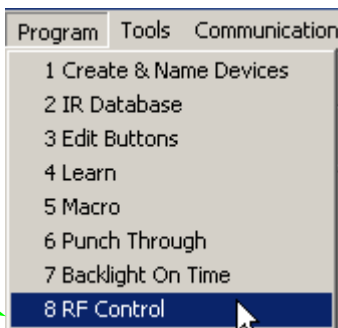 Program Tools Communication
1 Create & Name Devices
2 IR Database
3 Edit Buttons
4 Learn
5 Macro
6 Punch Through
7 Backlight On Time
8 RF Control